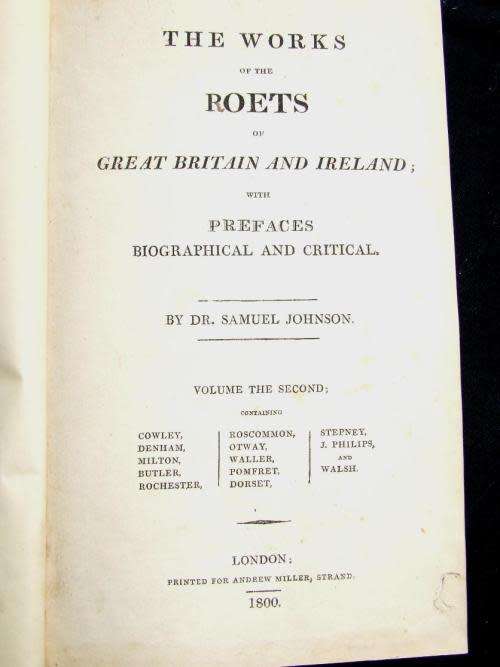 THE WORKS
OF THE
ROETS
OF
GREAT BRITAIN AND IRELAND;
WITH
PREFACES
BIOGRAPHICAL AND CRITICAL.
BY DR. SAMUEL JOHNSON.
VOLUME THE SECOND;
CONTAINING
COWLEY,
DENHAM,
MILTON,
BUTLER,
ROCHESTER,
ROSCOMMON,
OTWAY,
WALLER,
POMFRET,
DORSET,
STEPNEY,
J. PHILIPS,
AND
WALSH.
LONDON;
PRINTED FOR ANDREW MILLER, STRAND.
1800.